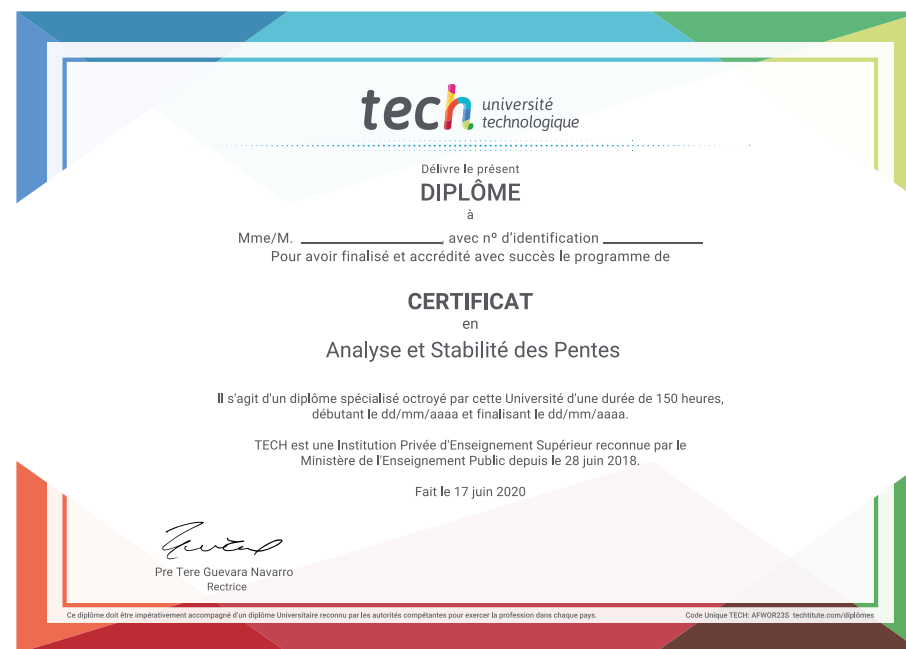 tech université
technologique
Délivre le présent
DIPLÔME
à
Mme/M. ____________________, avec nº d'identification ______________
Pour avoir finalisé et accrédité avec succès le programme de
CERTIFICAT
en
Analyse et Stabilité des Pentes
Il s'agit d'un diplôme spécialisé octroyé par cette Université d'une durée de 150 heures,
débutant le dd/mm/aaaa et finalisant le dd/mm/aaaa.
TECH est une Institution Privée d'Enseignement Supérieur reconnue par le
Ministère de l'Enseignement Public depuis le 28 juin 2018.
Fait le 17 juin 2020
Pre Tere Guevara Navarro
Rectrice
Ce diplôme doit être impérativement accompagné d'un diplôme Universitaire reconnu par les autorités compétantes pour exercer la profession dans chaque pays.
Code Unique TECH: AFWOR23S techtitute.com/diplômes